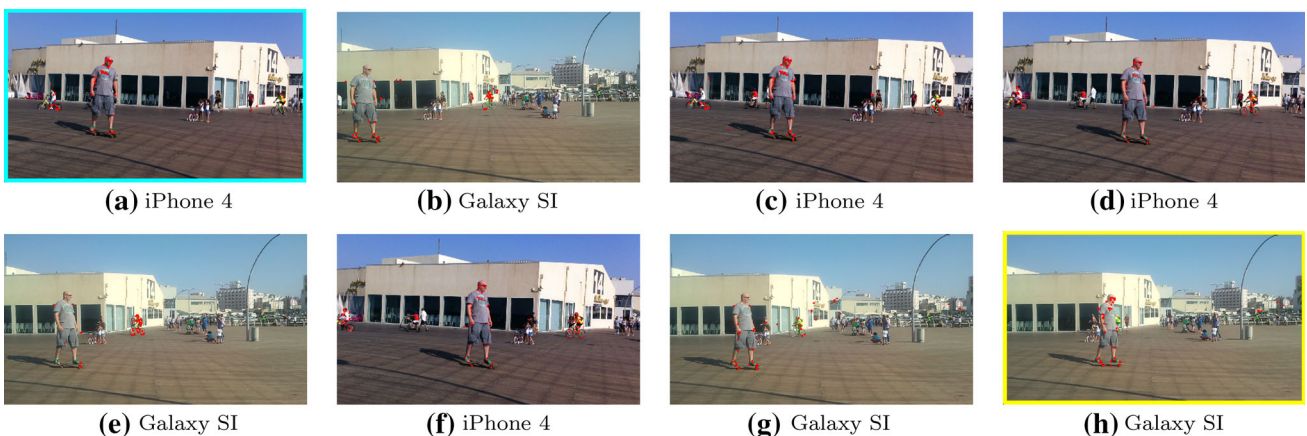 (a) iPhone 4
(b) Galaxy SI
(c) iPhone 4
(d) iPhone 4
(e) Galaxy SI
(f) iPhone 4
(g) Galaxy SI
(h) Galaxy SI